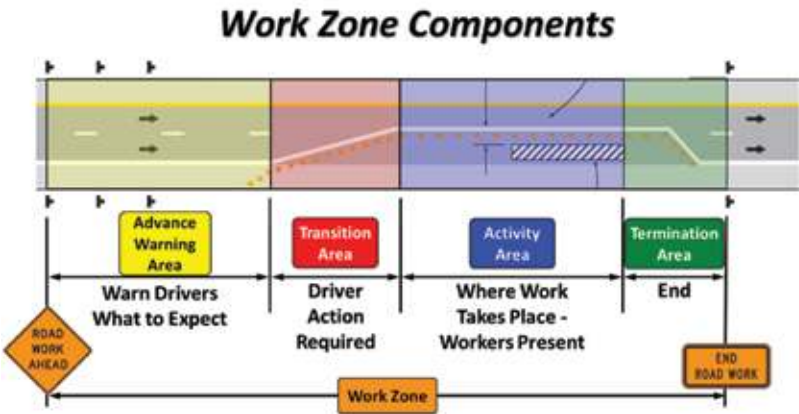 Work Zone Components
Advance
Warning
Area
Transition
Area
Activity
Area
Termination
Area
Warn Drivers
What to Expect
Driver
Action
Required
Where Work
Takes Place -
Workers Present
End
ROAD
WORK
AHEAD
END
ROAD WORK
Work Zone